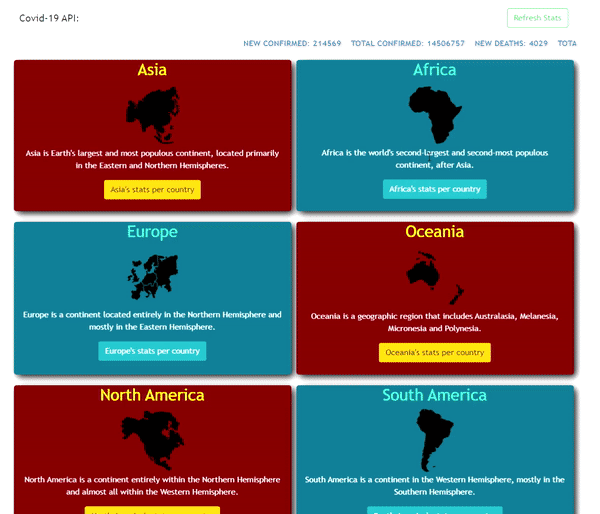 Covid-19 API:
Refresh Stats
NEW CONFIRMED: 214569 TOTAL CONFIRMED: 14506757 NEW DEATHS: 4029 TOTA
Asia
Asia is Earth's largest and most populous continent, located primarily
in the Eastern and Northern Hemispheres.
Asia's stats per country
Africa
Africa is the world's second-largest and second-most populous
continent, after Asia.
Africa's stats per country
Europe
Europe is a continent located entirely in the Northern Hemisphere and
mostly in the Eastern Hemisphere.
Europe's stats per country
Oceania
Oceania is a geographic region that includes Australasia, Melanesia,
Micronesia and Polynesia.
Oceania's stats per country
North America
North America is a continent entirely within the Northern Hemisphere
and almost all within the Western Hemisphere.
South America
South America is a continent in the Western Hemisphere, mostly in the
Southern Hemisphere.